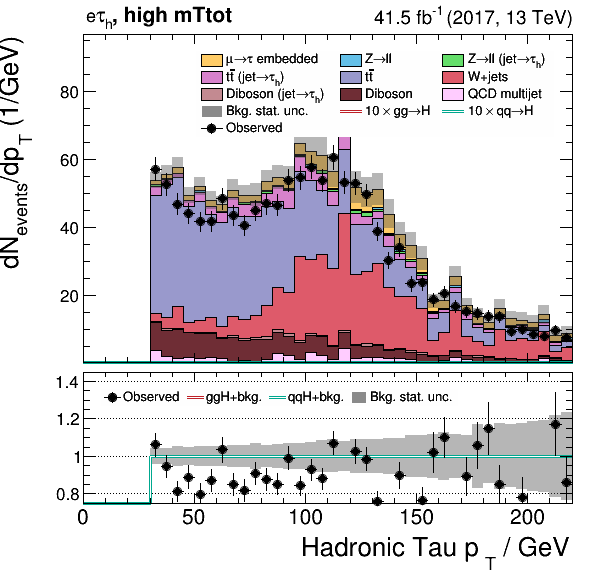 eτh, high mTtot 41.5 fb⁻¹ (2017, 13 TeV)
dNevents/dpT (1/GeV)
μ→τ embedded Z→ll Z→ll (jet→τh)
tt̄ (jet→τh) tt̄ W+jets
Diboson (jet→τh) Diboson QCD multijet
Bkg. stat. unc. 10×gg→H 10×qq→H
Observed
80
60
40
20
Observed ggH+bkg. qqH+bkg. Bkg. stat. unc.
1.4
1.2
1
0.8
0 50 100 150 200
Hadronic Tau pT / GeV